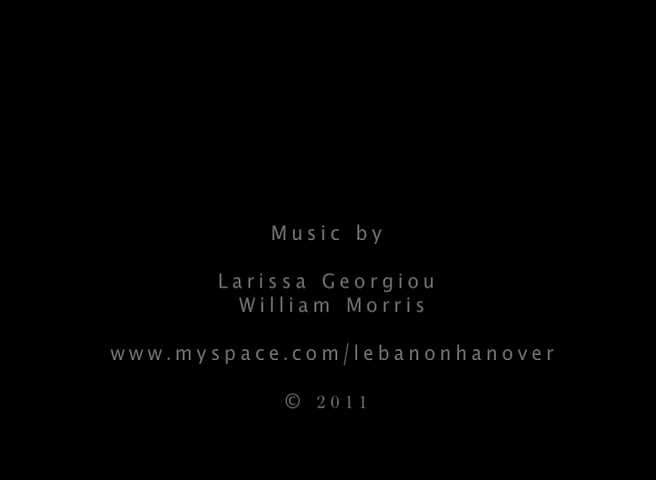 Music by
Larissa Georgiou
William Morris
www.myspace.com/lebanonhanover
© 2011